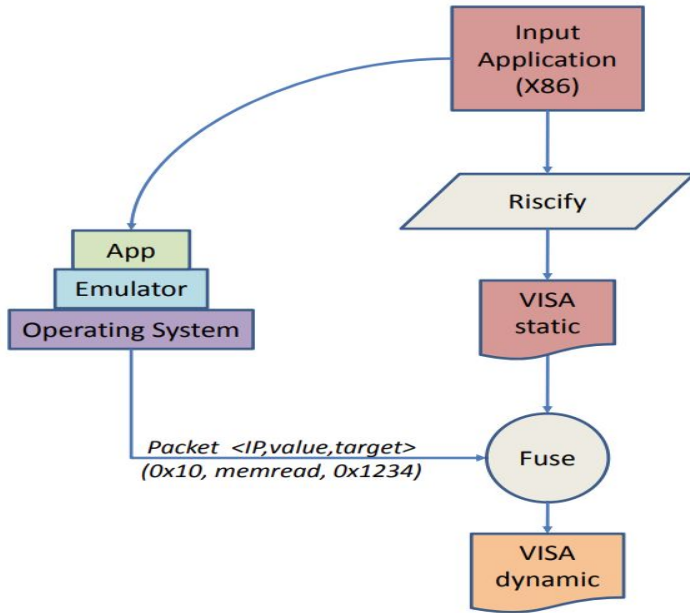 Input
Application
(X86)
Riscify
App
Emulator
Operating System
VISA
static
Packet <IP,value,target>
(0x10, memread, 0x1234)
Fuse
VISA
dynamic